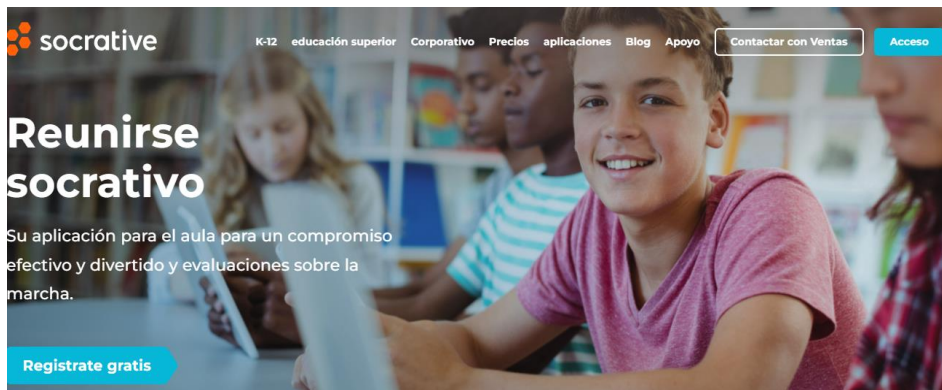 socrative
K-12 educación superior Corporativo Precios aplicaciones Blog Apoyo Contactar con Ventas Acceso
Reunirse
socrativo
Su aplicación para el aula para un compromiso
efectivo y divertido y evaluaciones sobre la
marcha.
Registrate gratis